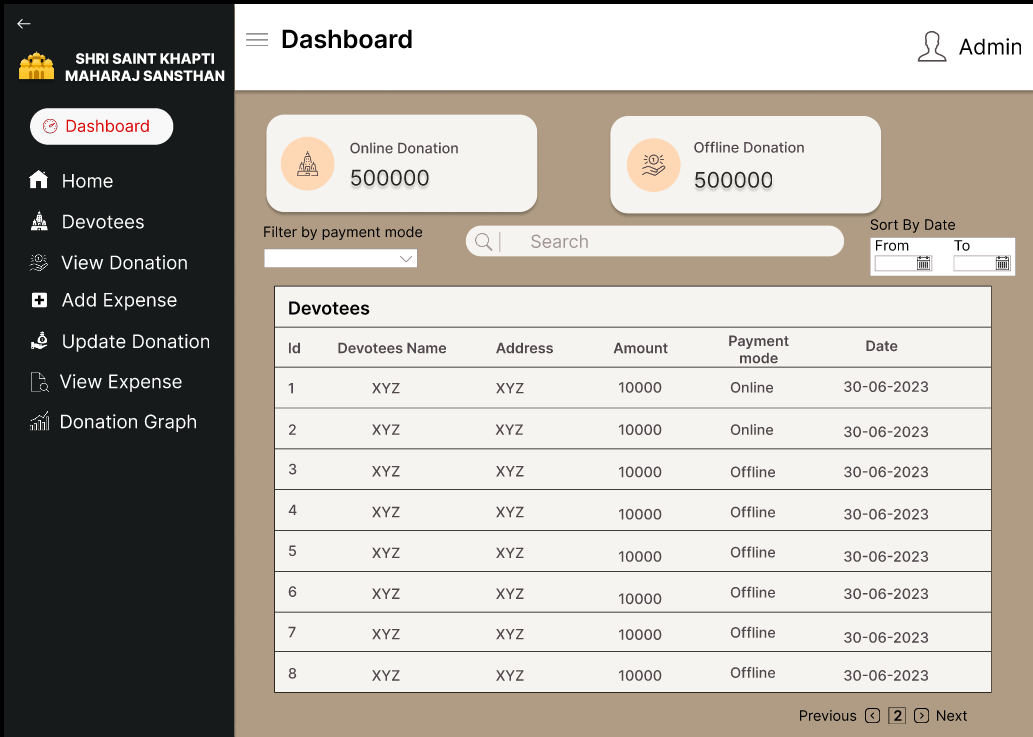 SHRI SAINT KHAPTI
MAHARAJ SANSTHAN
Dashboard
Home
Devotees
View Donation
Add Expense
Update Donation
View Expense
Donation Graph
Dashboard
Admin
Online Donation
500000
Offline Donation
500000
Filter by payment mode
Search
Sort By Date
From To
Devotees
Id Devotees Name Address Amount Payment mode Date
1 XYZ XYZ 10000 Online 30-06-2023
2 XYZ XYZ 10000 Online 30-06-2023
3 XYZ XYZ 10000 Offline 30-06-2023
4 XYZ XYZ 10000 Offline 30-06-2023
5 XYZ XYZ 10000 Offline 30-06-2023
6 XYZ XYZ 10000 Offline 30-06-2023
7 XYZ XYZ 10000 Offline 30-06-2023
8 XYZ XYZ 10000 Offline 30-06-2023
Previous 2 Next